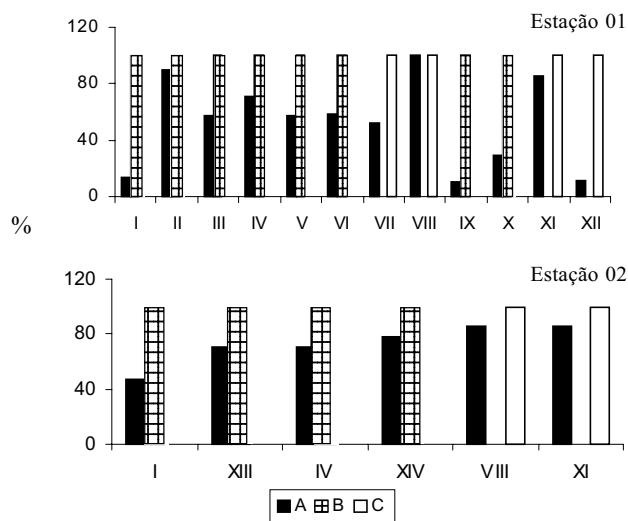 Estação 01
120
80
40
0
I II III IV V VI VII VIII IX X XI XII
%
Estação 02
120
80
40
0
I XIII IV XIV VIII XI
A B C